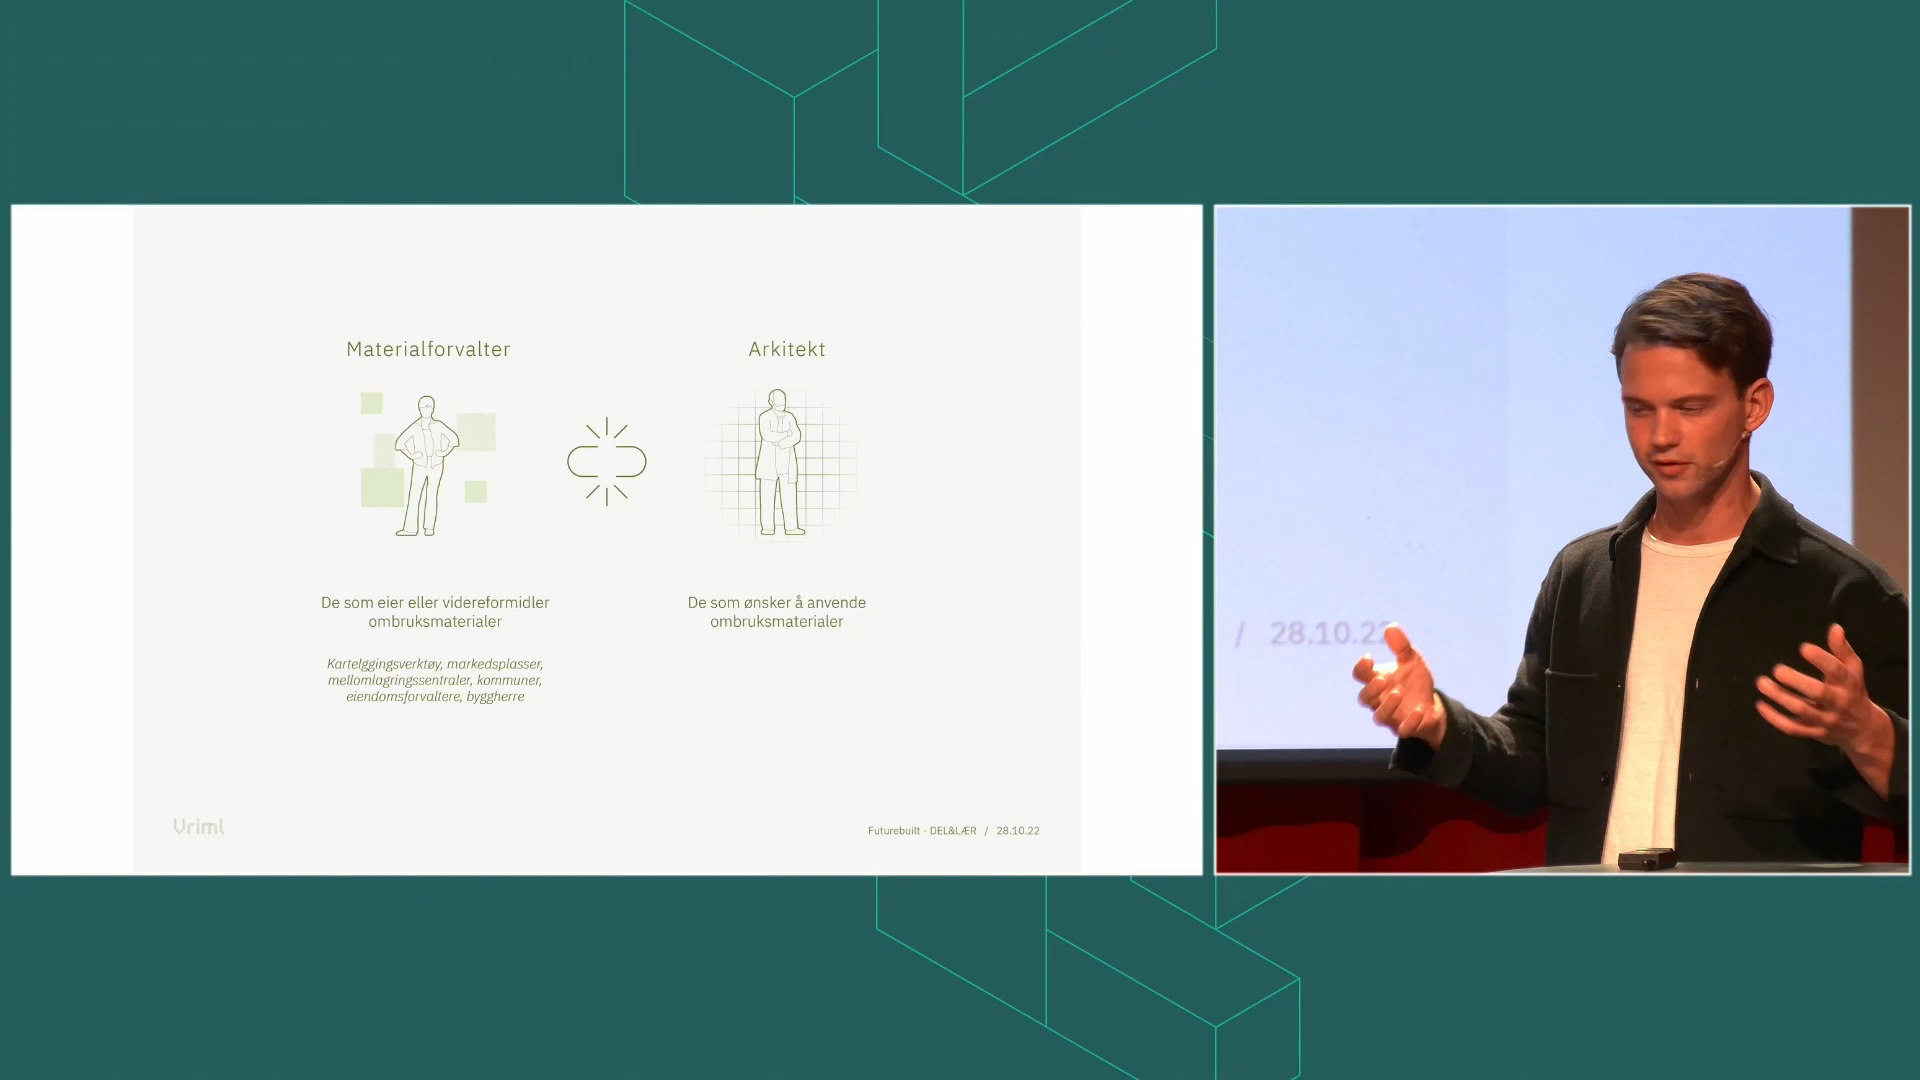 Materialforvalter
Arkitekt
De som eier eller videreformidler
ombruksmaterialer
De som ønsker å anvende
ombruksmaterialer
Kartelggingsverktøy, markedsplasser,
mellomlagringssentraler, kommuner,
eiendomsforvaltere, byggherre
Vriml
Futurebuilt - DEL&LÆR / 28.10.22
/ 28.10.22